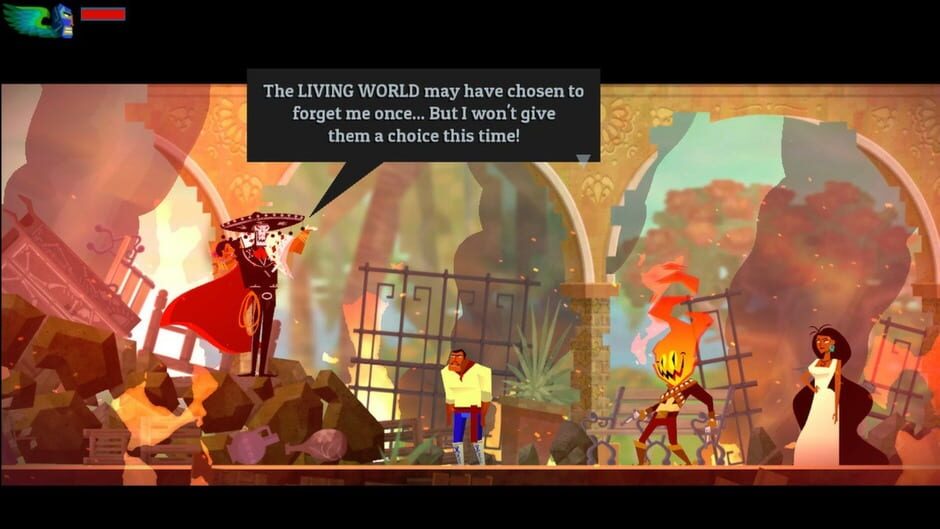 The LIVING WORLD may have chosen to
forget me once... But I won't give
them a choice this time!